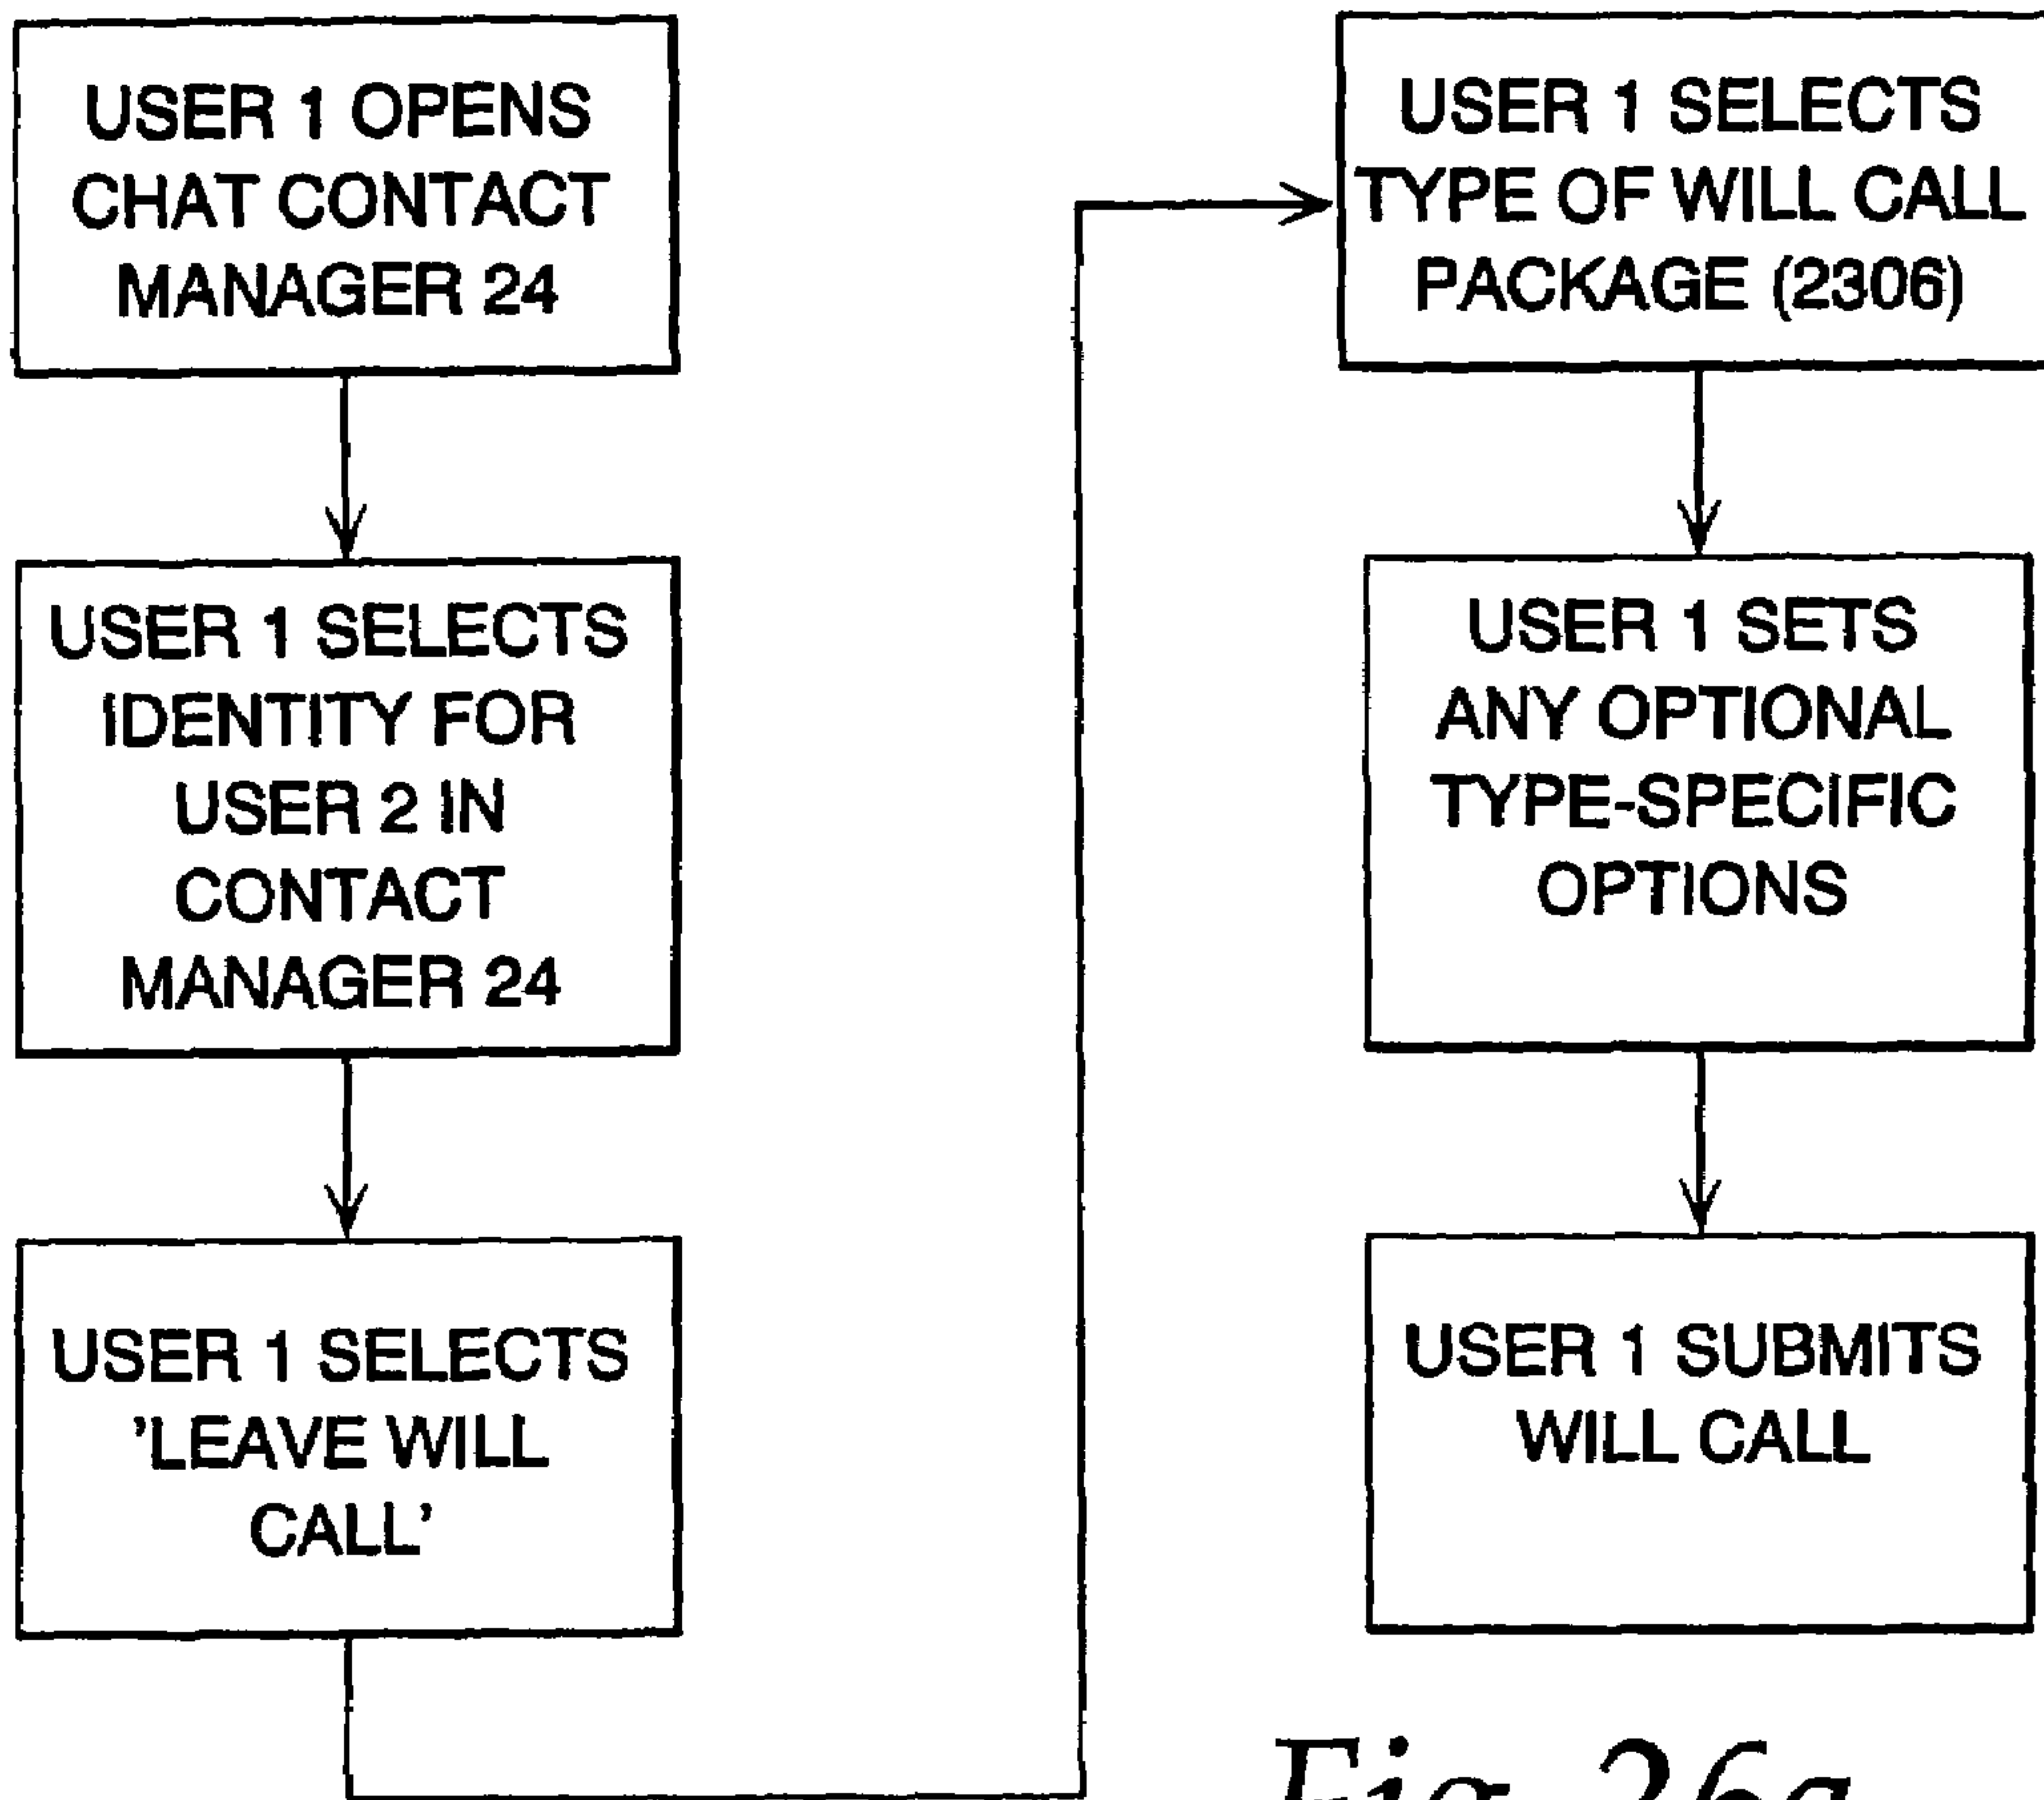 USER 1 OPENS
CHAT CONTACT
MANAGER 24
USER 1 SELECTS
IDENTITY FOR
USER 2 IN
CONTACT
MANAGER 24
USER 1 SELECTS
'LEAVE WILL
CALL'
USER 1 SELECTS
TYPE OF WILL CALL
PACKAGE (2306)
USER 1 SETS
ANY OPTIONAL
TYPE-SPECIFIC
OPTIONS
USER 1 SUBMITS
WILL CALL
Fig. 26a